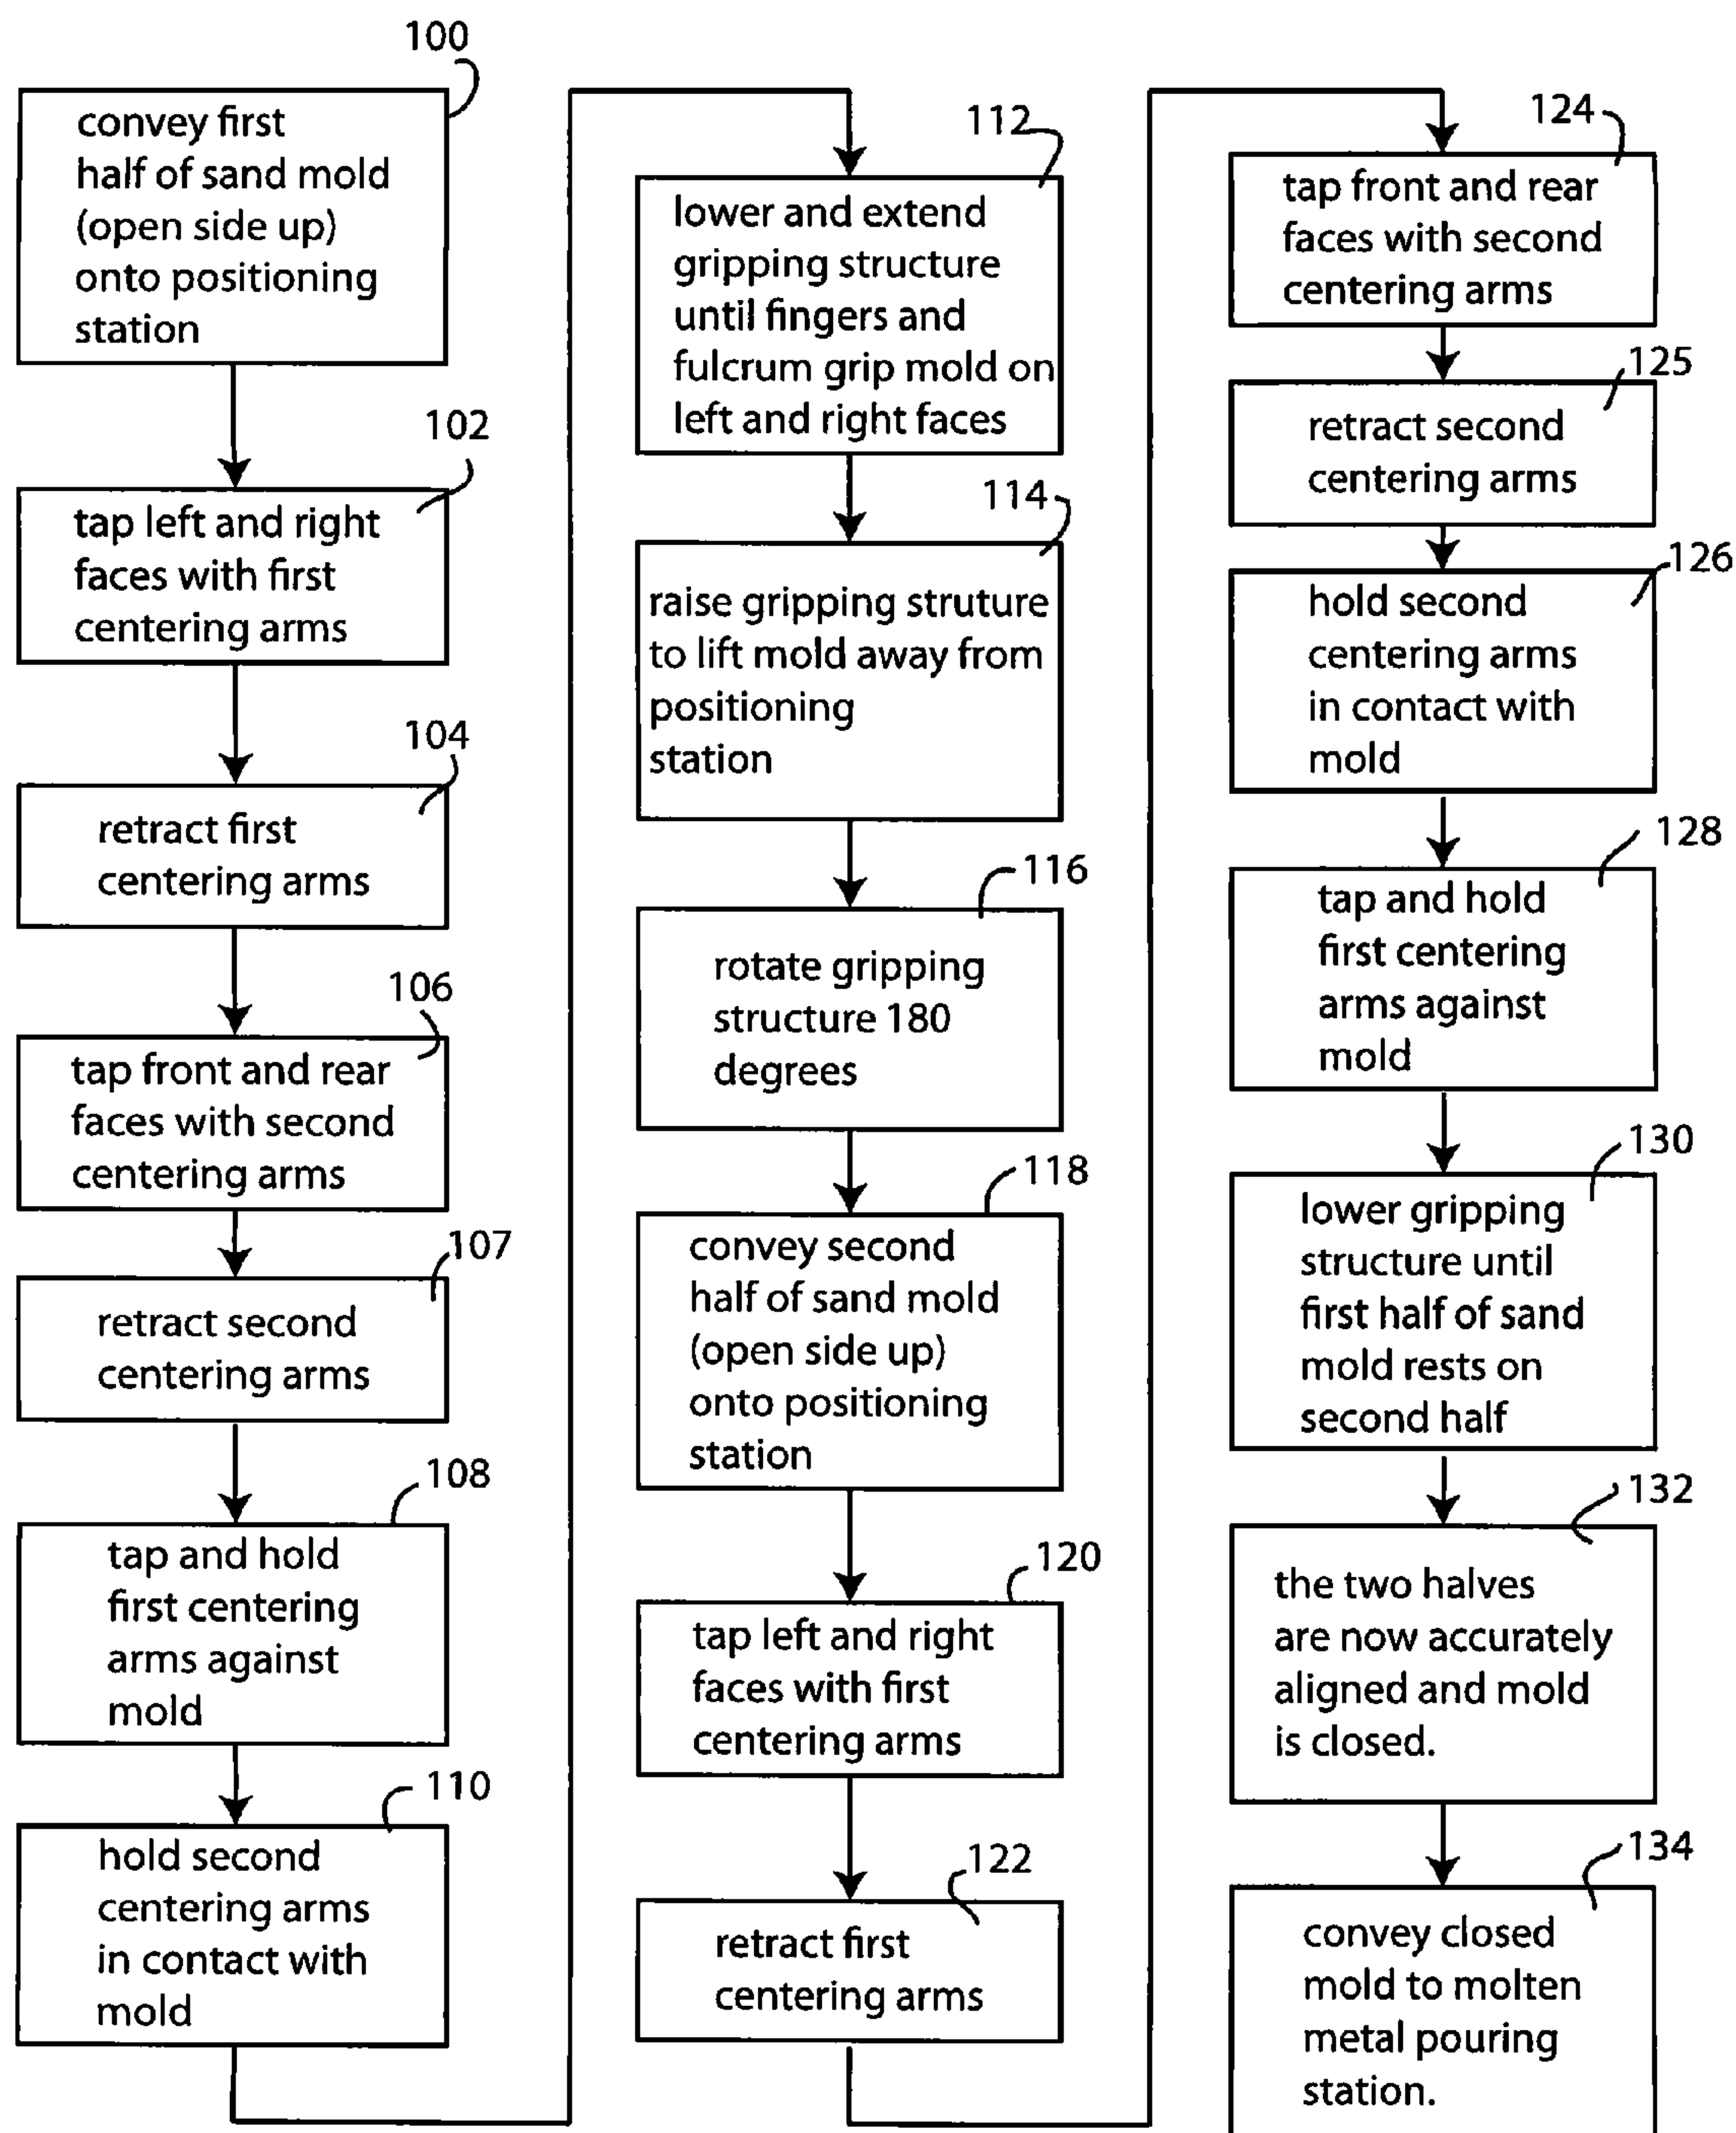 100
convey first
half of sand mold
(open side up)
onto positioning
station
102
tap left and right
faces with first
centering arms
104
retract first
centering arms
106
tap front and rear
faces with second
centering arms
107
retract second
centering arms
108
tap and hold
first centering
arms against
mold
110
hold second
centering arms
in contact with
mold
112
lower and extend
gripping structure
until fingers and
fulcrum grip mold on
left and right faces
114
raise gripping struture
to lift mold away from
positioning
station
116
rotate gripping
structure 180
degrees
118
convey second
half of sand mold
(open side up)
onto positioning
station
120
tap left and right
faces with first
centering arms
122
retract first
centering arms
124
tap front and rear
faces with second
centering arms
125
retract second
centering arms
126
hold second
centering arms
in contact with
mold
128
tap and hold
first centering
arms against
mold
130
lower gripping
structure until
first half of sand
mold rests on
second half
132
the two halves
are now accurately
aligned and mold
is closed.
134
convey closed
mold to molten
metal pouring
station.